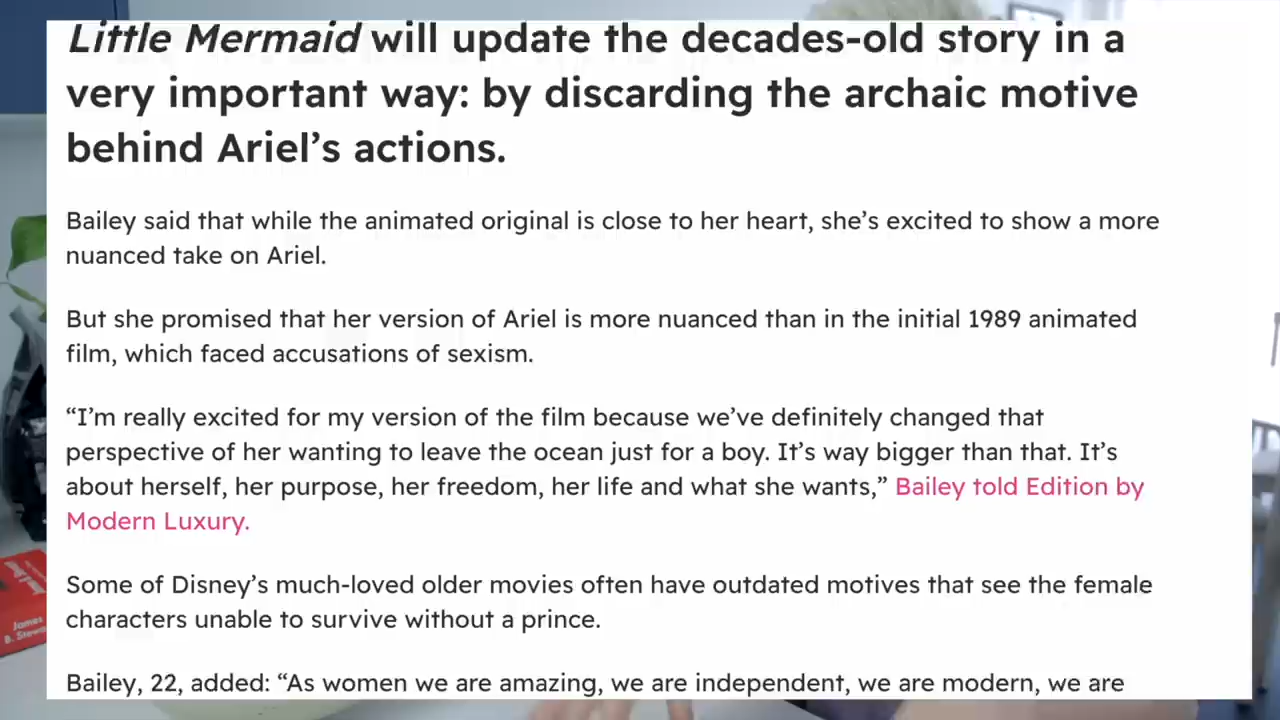 Little Mermaid will update the decades-old story in a
very important way: by discarding the archaic motive
behind Ariel’s actions.
Bailey said that while the animated original is close to her heart, she’s excited to show a more
nuanced take on Ariel.
But she promised that her version of Ariel is more nuanced than in the initial 1989 animated
film, which faced accusations of sexism.
“I’m really excited for my version of the film because we’ve definitely changed that
perspective of her wanting to leave the ocean just for a boy. It’s way bigger than that. It’s
about herself, her purpose, her freedom, her life and what she wants,” Bailey told Edition by
Modern Luxury.
Some of Disney’s much-loved older movies often have outdated motives that see the female
characters unable to survive without a prince.
Bailey, 22, added: “As women we are amazing, we are independent, we are modern, we are
James